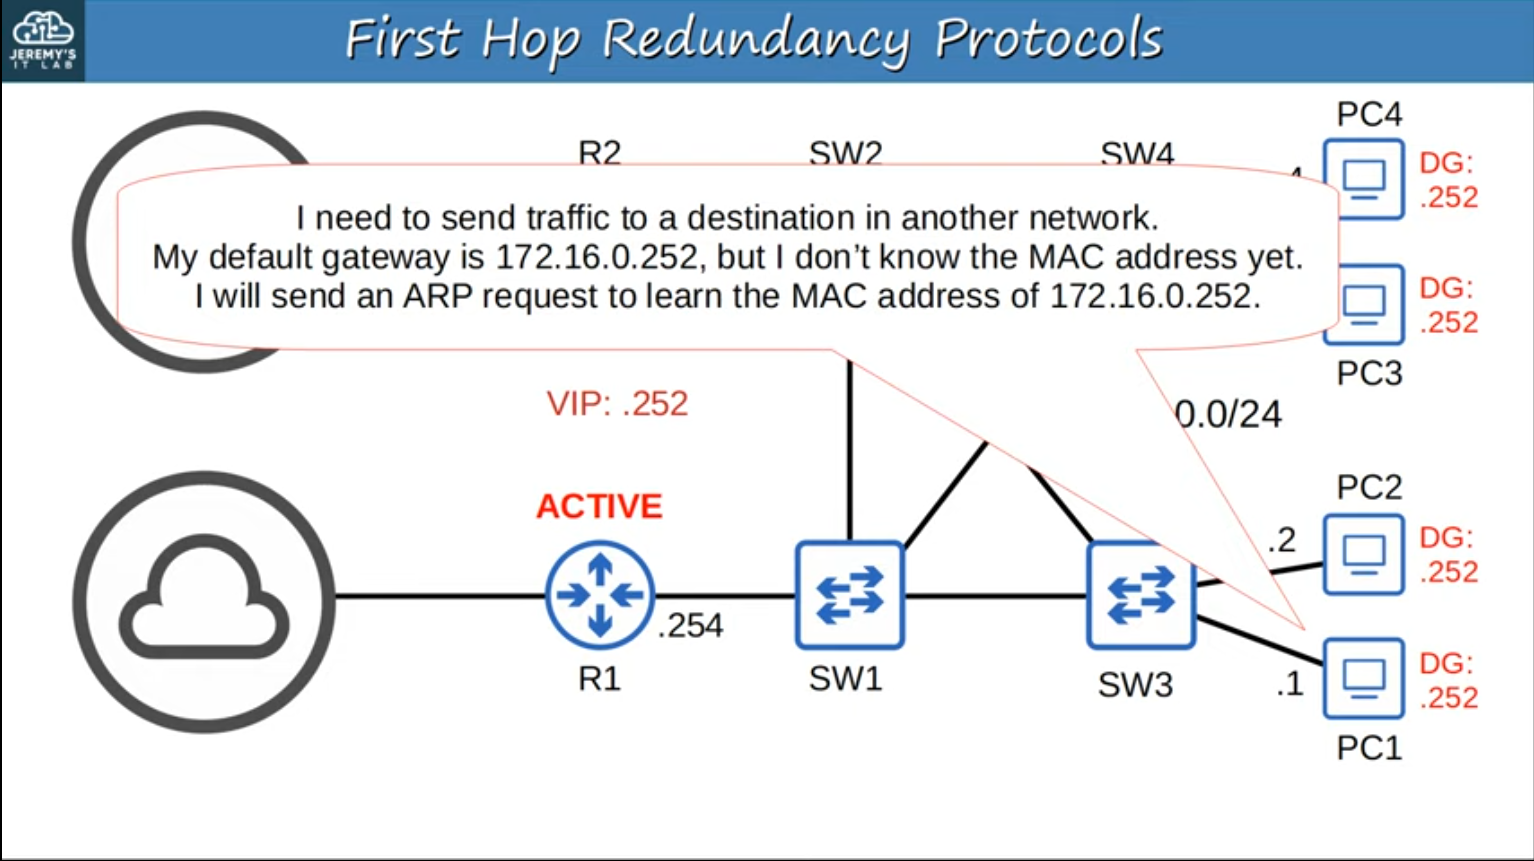 JEREMY'S
IT LAB
First Hop Redundancy Protocols
PC4
R2
SW2
SW4
.4
DG:
.252
I need to send traffic to a destination in another network.
My default gateway is 172.16.0.252, but I don’t know the MAC address yet.
I will send an ARP request to learn the MAC address of 172.16.0.252.
DG:
.252
PC3
VIP: .252
0.0/24
PC2
ACTIVE
.2
DG:
.252
.254
R1
SW1
SW3
.1
DG:
.252
PC1